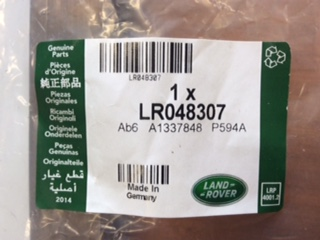 Genuine
Parts
Pièces
d'Origine
純正部品
Piezas
Originales
Ricambi
Originali
Originele
Onderdelen
Peças
Genuinas
Originalteile
قطع غيار
أصلية
2014
LR048307
1 x
LR048307
Ab6 A1337848 P594A
Made In
Germany
LAND-
ROVER
LRP
4001.2